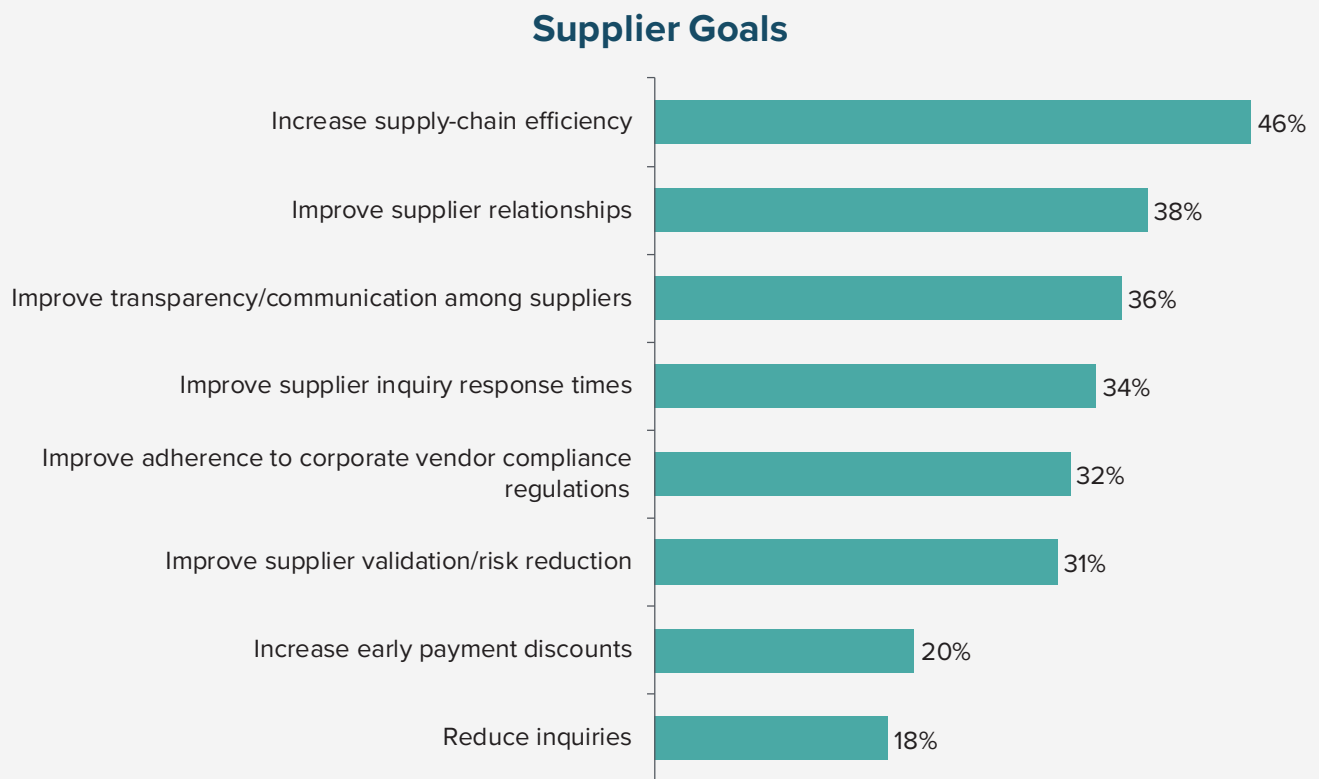 Supplier Goals
Increase supply-chain efficiency
46%
Improve supplier relationships
38%
Improve transparency/communication among suppliers
36%
Improve supplier inquiry response times
34%
Improve adherence to corporate vendor compliance
regulations
32%
Improve supplier validation/risk reduction
31%
Increase early payment discounts
20%
Reduce inquiries
18%